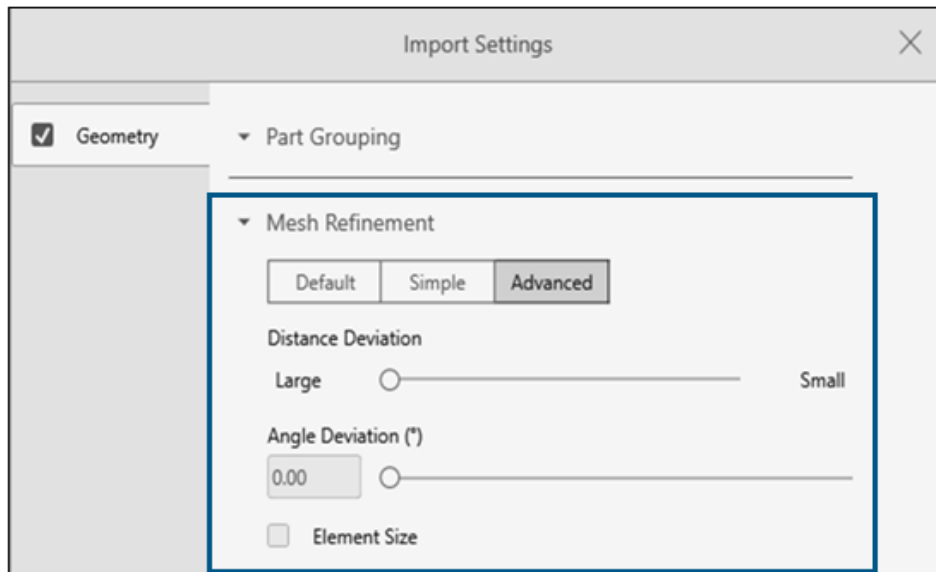 Import Settings
Geometry
Part Grouping
Mesh Refinement
Default Simple Advanced
Distance Deviation
Large Small
Angle Deviation (°)
0.00
Element Size